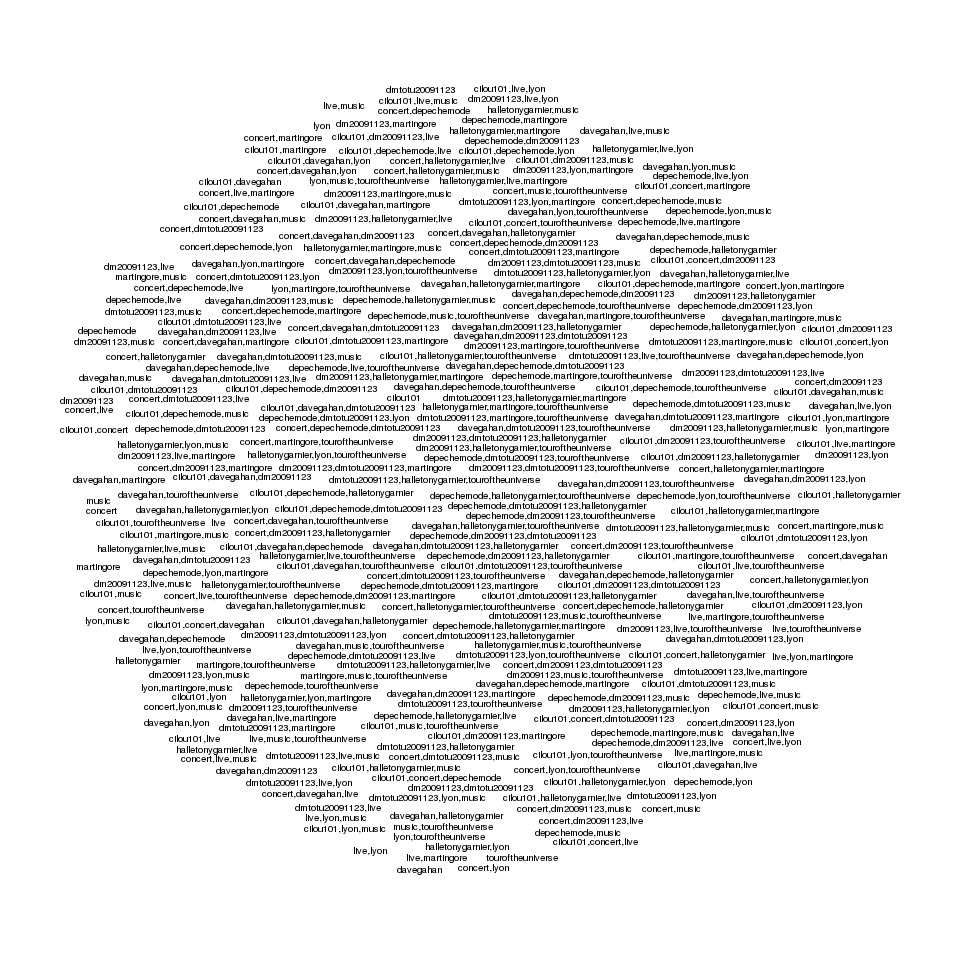 dmtotu20091123 cilou101,live,lyon
live,music cilou101,live,music dm20091123,live,lyon
concert,depechemode halletonygarnier,music
lyon dm20091123,martingore depechemode,martingore
concert,martingore cilou101,dm20091123,live halletonygarnier,martingore davegahan,live,music
depechemode,dm20091123
cilou101,martingore cilou101,depechemode,live cilou101,depechemode,lyon halletonygarnier,live,lyon
cilou101,davegahan,lyon concert,halletonygarnier,live cilou101,dm20091123,music
concert,davegahan,lyon concert,halletonygarnier,music dm20091123,lyon,martingore davegahan,lyon,music
depechemode,live,lyon
cilou101,davegahan lyon,music,touroftheuniverse halletonygarnier,live,martingore cilou101,concert,martingore
concert,live,martingore dm20091123,martingore,music concert,music,touroftheuniverse
cilou101,depechemode cilou101,davegahan,martingore dmtotu20091123,lyon,martingore concert,depechemode,music
davegahan,lyon,touroftheuniverse depechemode,lyon,music
concert,davegahan,music dm20091123,halletonygarnier,live cilou101,concert,touroftheuniverse depechemode,live,martingore
concert,dmtotu20091123 concert,davegahan,dm20091123 concert,davegahan,halletonygarnier davegahan,depechemode,music
concert,depechemode,lyon halletonygarnier,martingore,music concert,depechemode,dm20091123 depechemode,halletonygarnier
concert,dmtotu20091123,martingore
dm20091123,live davegahan,lyon,martingore concert,davegahan,depechemode dm20091123,dmtotu20091123,music cilou101,concert,dm20091123
martingore,music concert,dmtotu20091123,lyon dm20091123,lyon,touroftheuniverse dmtotu20091123,halletonygarnier,lyon davegahan,halletonygarnier,live
concert,depechemode,live lyon,martingore,touroftheuniverse davegahan,halletonygarnier,martingore cilou101,depechemode,martingore concert,lyon,martingore
depechemode,live davegahan,dm20091123,music depechemode,halletonygarnier,music davegahan,depechemode,dm20091123 dm20091123,halletonygarnier
dmtotu20091123,music concert,depechemode,martingore concert,depechemode,touroftheuniverse depechemode,dm20091123,lyon
cilou101,dmtotu20091123,live depechemode,music,touroftheuniverse davegahan,martingore,touroftheuniverse davegahan,martingore,music
depechemode davegahan,dm20091123,live concert,davegahan,dmtotu20091123 davegahan,dm20091123,halletonygarnier depechemode,halletonygarnier,lyon cilou101,dm20091123
dm20091123,music concert,davegahan,martingore cilou101,dmtotu20091123,martingore davegahan,dm20091123,dmtotu20091123 dmtotu20091123,martingore,music cilou101,concert,lyon
dm20091123,martingore,touroftheuniverse
concert,halletonygarnier davegahan,dmtotu20091123,music cilou101,halletonygarnier,touroftheuniverse dmtotu20091123,live,touroftheuniverse davegahan,depechemode,lyon
davegahan,depechemode,live depechemode,live,touroftheuniverse davegahan,depechemode,dmtotu20091123
davegahan,music davegahan,dmtotu20091123,live dm20091123,halletonygarnier,martingore depechemode,martingore,touroftheuniverse dm20091123,dmtotu20091123,live
cilou101,dmtotu20091123 cilou101,depechemode,dm20091123 davegahan,depechemode,touroftheuniverse cilou101,depechemode,touroftheuniverse concert,dm20091123
dm20091123 concert,dmtotu20091123,live cilou101 dmtotu20091123,halletonygarnier,martingore cilou101,davegahan,music
concert,live cilou101,depechemode,music cilou101,davegahan,dmtotu20091123 halletonygarnier,martingore,touroftheuniverse depechemode,dmtotu20091123,music davegahan,live,lyon
depechemode,dmtotu20091123,lyon dmtotu20091123,martingore,touroftheuniverse davegahan,dmtotu20091123,martingore cilou101,lyon,martingore
cilou101,concert depechemode,dmtotu20091123 concert,depechemode,dmtotu20091123 davegahan,dmtotu20091123,touroftheuniverse dm20091123,halletonygarnier,music lyon,martingore
halletonygarnier,lyon,music concert,martingore,touroftheuniverse dm20091123,dmtotu20091123,halletonygarnier cilou101,dm20091123,touroftheuniverse cilou101,live,martingore
dm20091123,live,martingore halletonygarnier,lyon,touroftheuniverse dm20091123,halletonygarnier,touroftheuniverse dm20091123,lyon
depechemode,dmtotu20091123,touroftheuniverse cilou101,dm20091123,halletonygarnier
concert,dm20091123,martingore dm20091123,dmtotu20091123,martingore dm20091123,dmtotu20091123,touroftheuniverse concert,halletonygarnier,martingore
davegahan,martingore cilou101,davegahan,dm20091123 dmtotu20091123,halletonygarnier,touroftheuniverse davegahan,dm20091123,touroftheuniverse davegahan,dm20091123,lyon
music davegahan,touroftheuniverse cilou101,depechemode,halletonygarnier depechemode,halletonygarnier,touroftheuniverse depechemode,lyon,touroftheuniverse cilou101,halletonygarnier
concert davegahan,halletonygarnier,lyon cilou101,depechemode,dmtotu20091123 depechemode,dmtotu20091123,halletonygarnier cilou101,halletonygarnier,martingore
depechemode,dm20091123,touroftheuniverse
cilou101,touroftheuniverse live concert,davegahan,touroftheuniverse davegahan,halletonygarnier,touroftheuniverse dmtotu20091123,halletonygarnier,music concert,martingore,music
cilou101,martingore,music concert,dm20091123,halletonygarnier depechemode,dm20091123,dmtotu20091123 cilou101,dmtotu20091123,lyon
halletonygarnier,live,music cilou101,davegahan,depechemode davegahan,dmtotu20091123,halletonygarnier concert,dm20091123,touroftheuniverse
davegahan,dmtotu20091123 halletonygarnier,live,touroftheuniverse depechemode,dm20091123,halletonygarnier cilou101,martingore,touroftheuniverse concert,davegahan
martingore cilou101,davegahan,touroftheuniverse cilou101,dmtotu20091123,touroftheuniverse cilou101,live,touroftheuniverse
depechemode,lyon,martingore concert,dmtotu20091123,touroftheuniverse davegahan,depechemode,halletonygarnier concert,halletonygarnier,lyon
dm20091123,live,music halletonygarnier,touroftheuniverse depechemode,dmtotu20091123,martingore cilou101,dm20091123,dmtotu20091123
cilou101,music concert,live,touroftheuniverse depechemode,dm20091123,martingore cilou101,dmtotu20091123,halletonygarnier davegahan,live,touroftheuniverse
concert,touroftheuniverse davegahan,halletonygarnier,music concert,halletonygarnier,touroftheuniverse concert,depechemode,halletonygarnier cilou101,dm20091123,lyon
lyon,music cilou101,concert,davegahan cilou101,davegahan,halletonygarnier dmtotu20091123,music,touroftheuniverse live,martingore,touroftheuniverse
depechemode,halletonygarnier,martingore dm20091123,live,touroftheuniverse live,touroftheuniverse
davegahan,depechemode dm20091123,dmtotu20091123,lyon concert,dmtotu20091123,halletonygarnier davegahan,dmtotu20091123,lyon
live,lyon,touroftheuniverse davegahan,music,touroftheuniverse halletonygarnier,music,touroftheuniverse
halletonygarnier depechemode,dmtotu20091123,live dmtotu20091123,lyon,touroftheuniverse cilou101,concert,halletonygarnier live,lyon,martingore
martingore,touroftheuniverse dmtotu20091123,halletonygarnier,live concert,dm20091123,dmtotu20091123
dm20091123,lyon,music martingore,music,touroftheuniverse dm20091123,music,touroftheuniverse dmtotu20091123,live,martingore
lyon,martingore,music depechemode,touroftheuniverse davegahan,depechemode,martingore cilou101,dmtotu20091123,music
cilou101,lyon halletonygarnier,lyon,martingore davegahan,dm20091123,martingore depechemode,dm20091123,music depechemode,live,music
concert,lyon,music dm20091123,touroftheuniverse dmtotu20091123,touroftheuniverse dm20091123,halletonygarnier,lyon cilou101,concert,music
davegahan,lyon davegahan,live,martingore depechemode,halletonygarnier,live cilou101,concert,dmtotu20091123 concert,dm20091123,lyon
dmtotu20091123,martingore cilou101,music,touroftheuniverse depechemode,martingore,music davegahan,live
cilou101,live live,music,touroftheuniverse cilou101,dm20091123,martingore depechemode,dm20091123,live concert,live,lyon
halletonygarnier,live dmtotu20091123,halletonygarnier live,martingore,music
concert,live,music dmtotu20091123,live,music concert,dmtotu20091123,music cilou101,lyon,touroftheuniverse cilou101,davegahan,live
davegahan,dm20091123 cilou101,halletonygarnier,music concert,lyon,touroftheuniverse
dmtotu20091123,live,lyon cilou101,concert,depechemode cilou101,halletonygarnier,lyon depechemode,lyon
concert,davegahan,live dm20091123,dmtotu20091123
dmtotu20091123,lyon,music cilou101,halletonygarnier,live dmtotu20091123,lyon
dmtotu20091123,live concert,dm20091123,music concert,music
live,lyon,music davegahan,halletonygarnier concert,dm20091123,live
cilou101,lyon,music music,touroftheuniverse depechemode,music
lyon,touroftheuniverse cilou101,concert,live
live,lyon halletonygarnier,lyon
live,martingore touroftheuniverse
davegahan concert,lyon